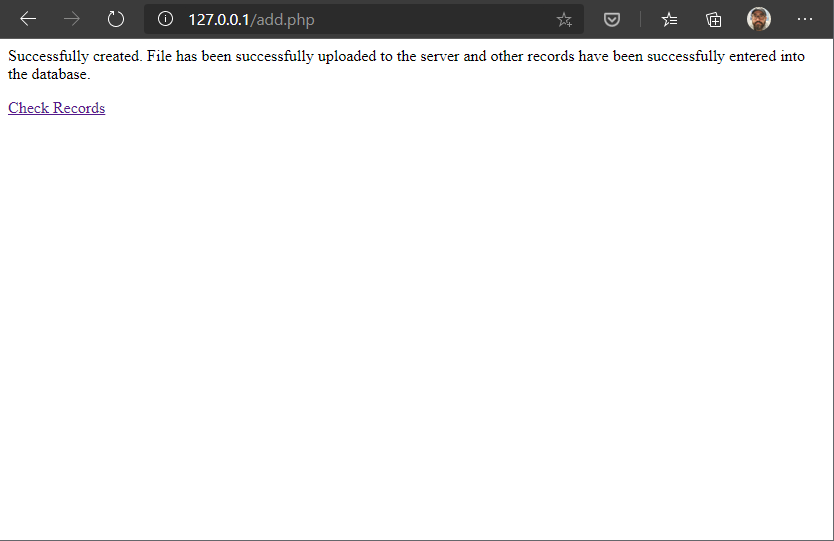 127.0.0.1/add.php
Successfully created. File has been successfully uploaded to the server and other records have been successfully entered into
the database.
Check Records